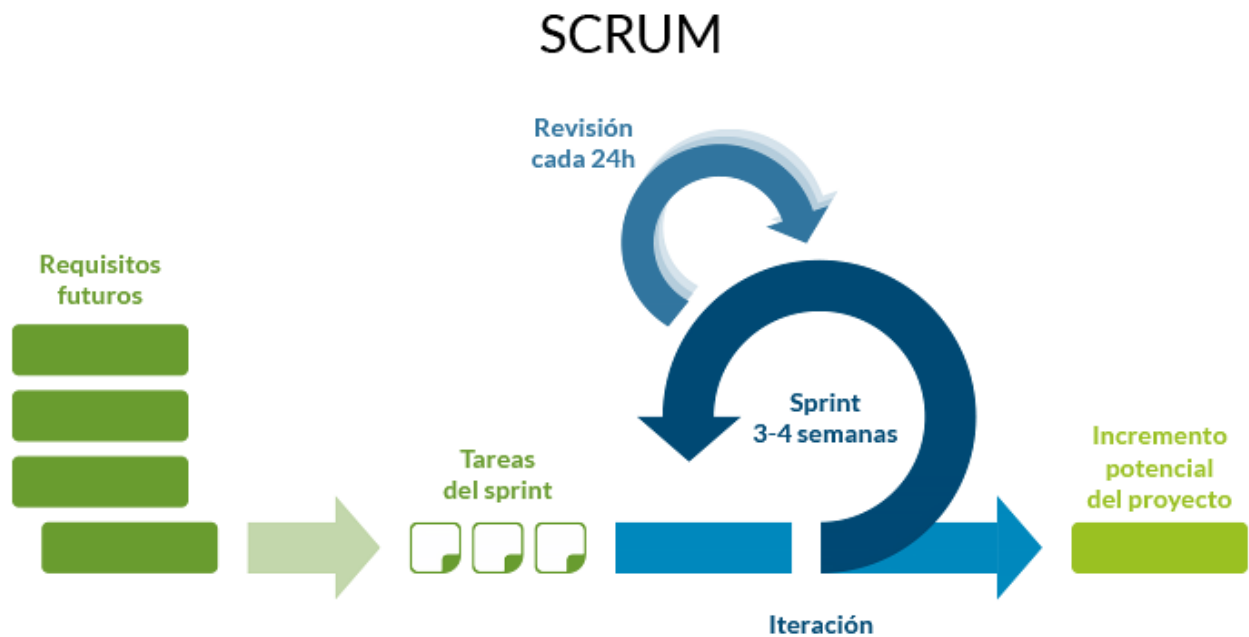 SCRUM
Revisión
cada 24h
Requisitos
futuros
Tareas
del sprint
Sprint
3-4 semanas
Iteración
Incremento
potencial
del proyecto